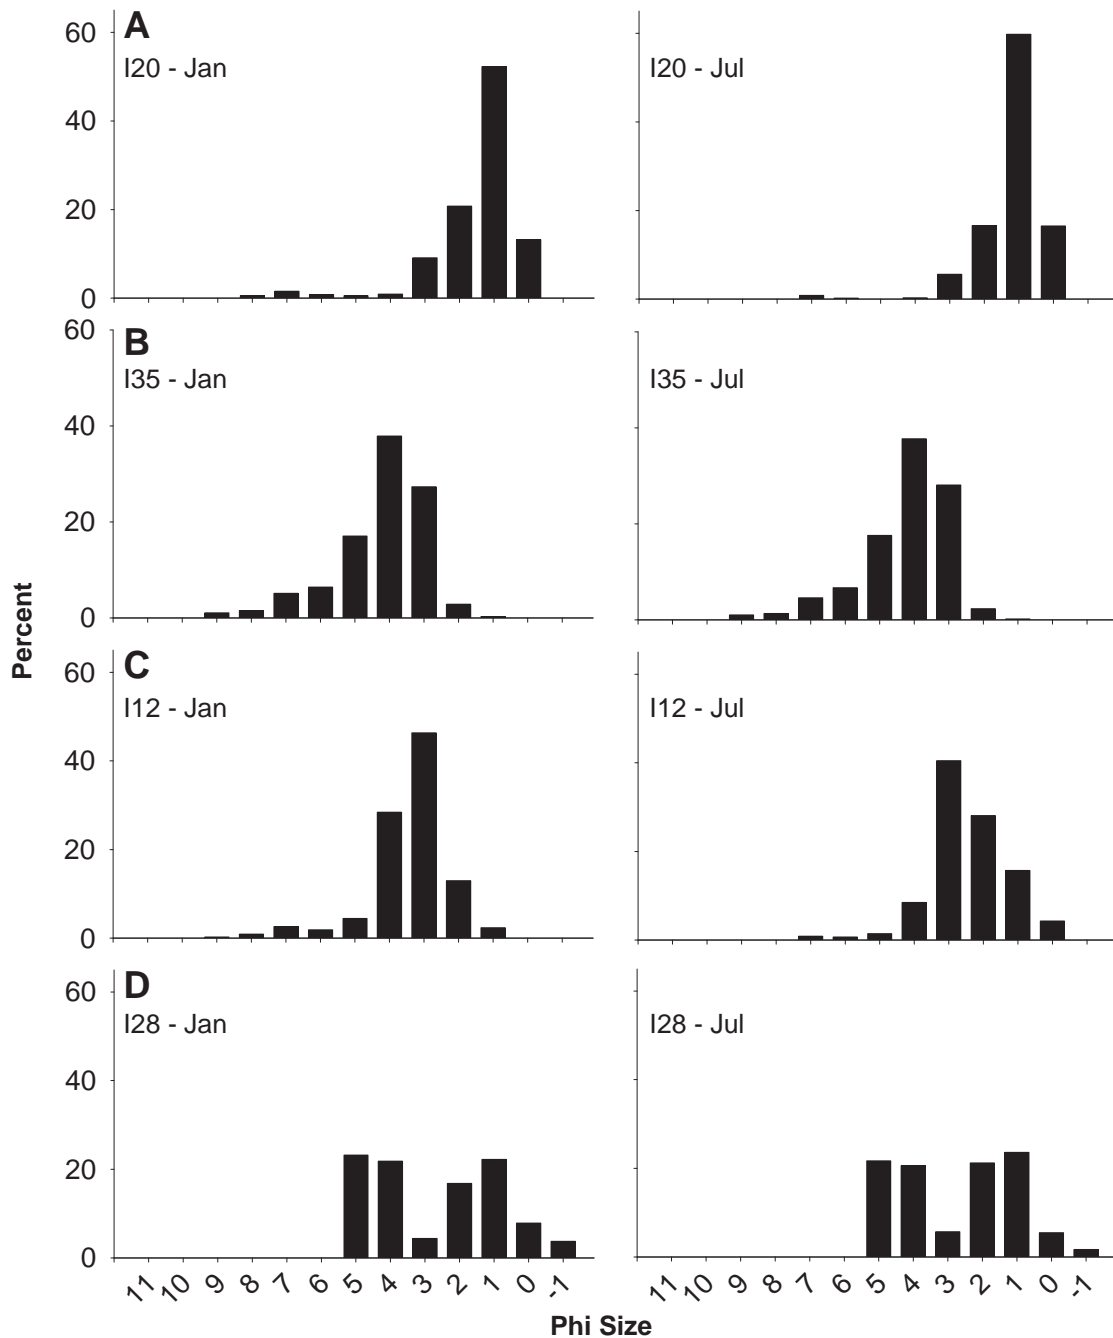 A
I20 - Jan
I20 - Jul
60
40
20
0
B
I35 - Jan
I35 - Jul
60
40
20
0
C
I12 - Jan
I12 - Jul
60
40
20
0
D
I28 - Jan
I28 - Jul
60
40
20
0
Percent
11 10 9 8 7 6 5 4 3 2 1 0 -1
11 10 9 8 7 6 5 4 3 2 1 0 -1
Phi Size